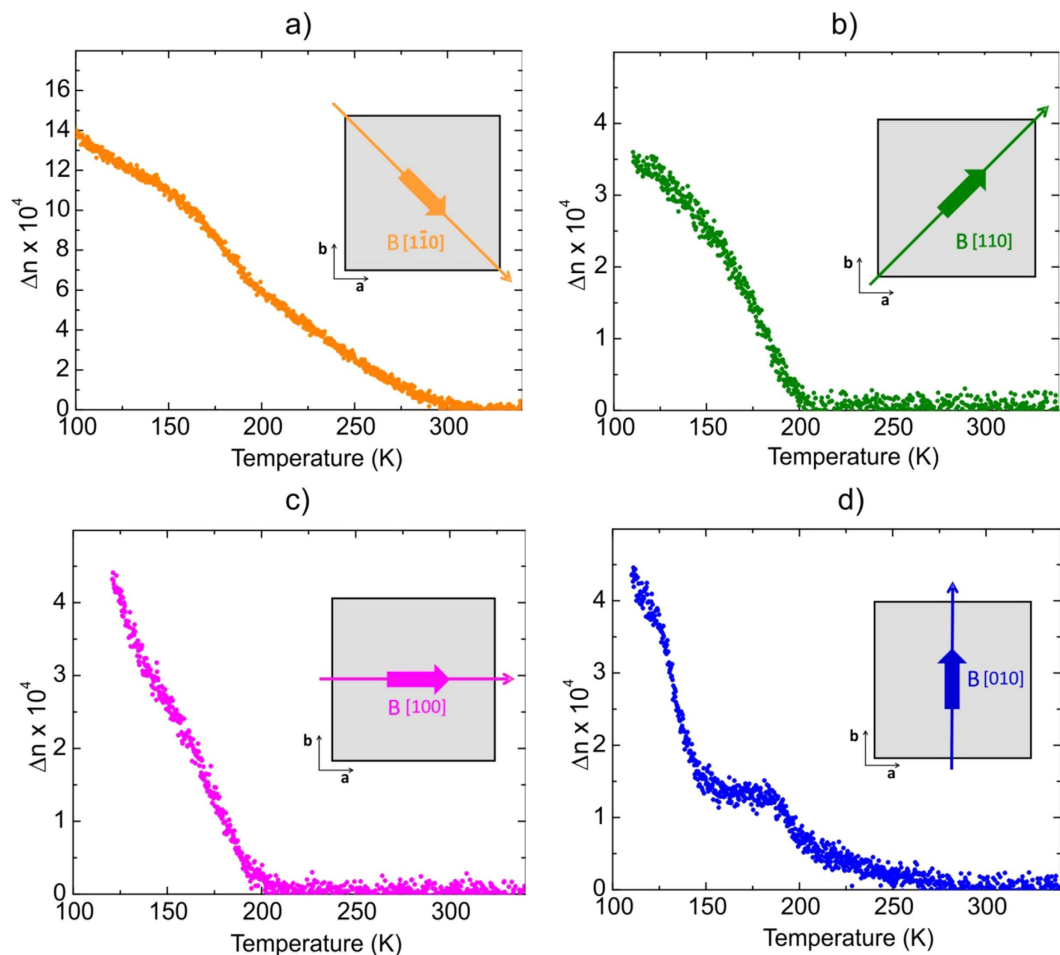 a)
16
14
12
10
8
6
4
2
0
Δn x 10⁴
B [11̄0]
b
a
100 150 200 250 300
Temperature (K)
b)
4
3
2
1
0
Δn x 10⁴
B [110]
b
a
100 150 200 250 300
Temperature (K)
c)
4
3
2
1
0
Δn x 10⁴
B [100]
b
a
100 150 200 250 300
Temperature (K)
d)
4
3
2
1
0
Δn x 10⁴
B [010]
b
a
100 150 200 250 300
Temperature (K)